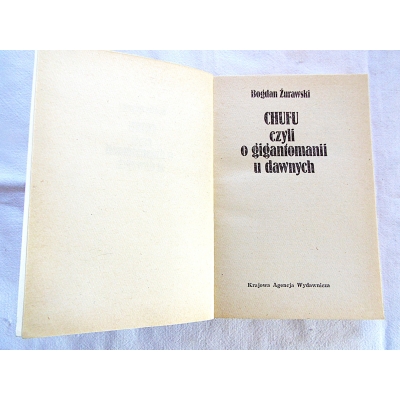 Bogdan Żurawski
CHUFU
czyli
o gigantomanii
u dawnych
Krajowa Agencja Wydawnicza